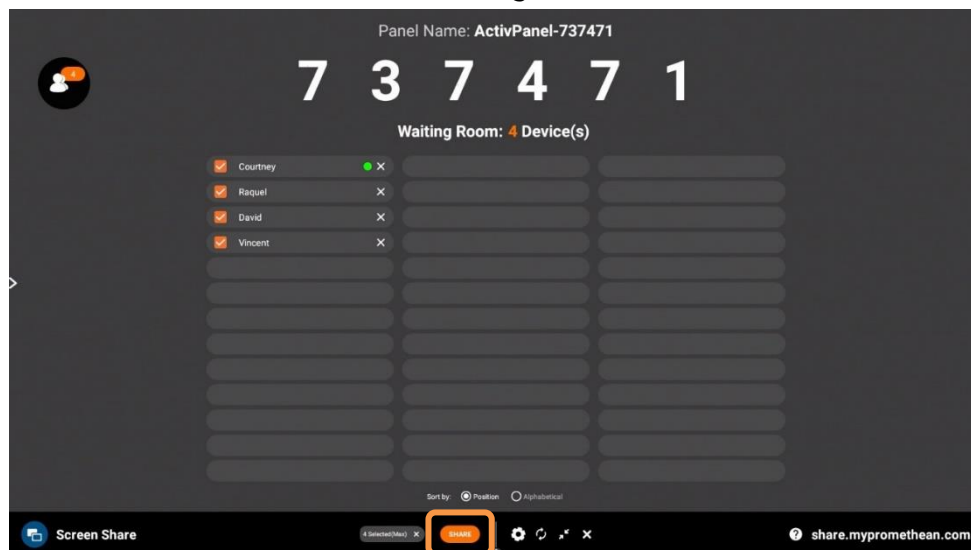 Panel Name: ActivPanel-737471
4
7 3 7 4 7 1
Waiting Room: 4 Device(s)
Courtney
Raquel
David
Vincent
Sort by: Position Alphabetical
Screen Share
4 Selected(Max) X
SHARE
share.mypromethean.com